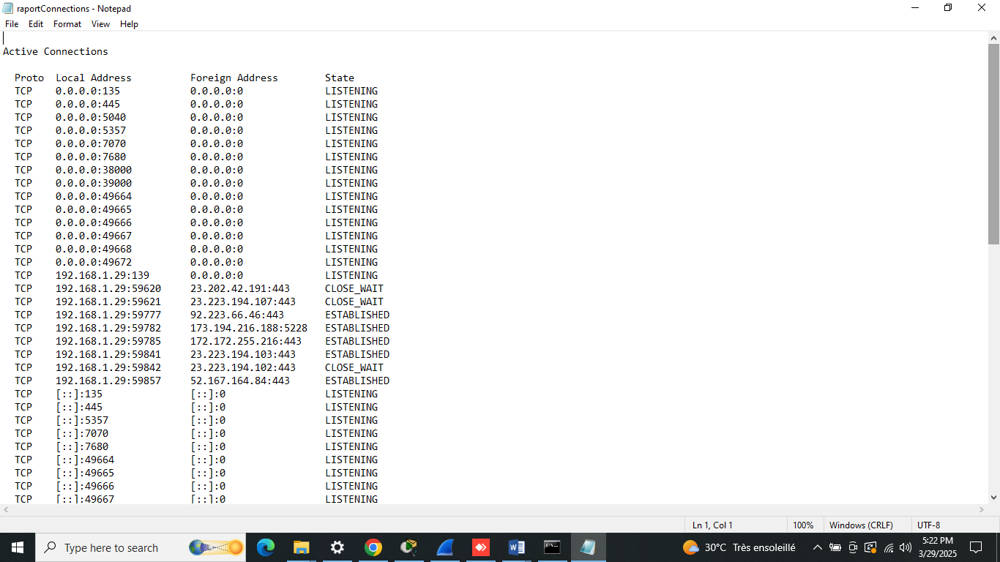 raportConnections - Notepad
File Edit Format View Help
Active Connections
Proto Local Address Foreign Address State
TCP 0.0.0.0:135 0.0.0.0:0 LISTENING
TCP 0.0.0.0:445 0.0.0.0:0 LISTENING
TCP 0.0.0.0:5040 0.0.0.0:0 LISTENING
TCP 0.0.0.0:5357 0.0.0.0:0 LISTENING
TCP 0.0.0.0:7070 0.0.0.0:0 LISTENING
TCP 0.0.0.0:7680 0.0.0.0:0 LISTENING
TCP 0.0.0.0:38000 0.0.0.0:0 LISTENING
TCP 0.0.0.0:39000 0.0.0.0:0 LISTENING
TCP 0.0.0.0:49664 0.0.0.0:0 LISTENING
TCP 0.0.0.0:49665 0.0.0.0:0 LISTENING
TCP 0.0.0.0:49666 0.0.0.0:0 LISTENING
TCP 0.0.0.0:49667 0.0.0.0:0 LISTENING
TCP 0.0.0.0:49668 0.0.0.0:0 LISTENING
TCP 0.0.0.0:49672 0.0.0.0:0 LISTENING
TCP 192.168.1.29:139 0.0.0.0:0 LISTENING
TCP 192.168.1.29:59620 23.202.42.191:443 CLOSE_WAIT
TCP 192.168.1.29:59621 23.223.194.107:443 CLOSE_WAIT
TCP 192.168.1.29:59777 92.223.66.46:443 ESTABLISHED
TCP 192.168.1.29:59782 173.194.216.188:5228 ESTABLISHED
TCP 192.168.1.29:59785 172.172.255.216:443 ESTABLISHED
TCP 192.168.1.29:59841 23.223.194.103:443 ESTABLISHED
TCP 192.168.1.29:59842 23.223.194.102:443 CLOSE_WAIT
TCP 192.168.1.29:59857 52.167.164.84:443 ESTABLISHED
TCP [::]:135 [::]:0 LISTENING
TCP [::]:445 [::]:0 LISTENING
TCP [::]:5357 [::]:0 LISTENING
TCP [::]:7070 [::]:0 LISTENING
TCP [::]:7680 [::]:0 LISTENING
TCP [::]:49664 [::]:0 LISTENING
TCP [::]:49665 [::]:0 LISTENING
TCP [::]:49666 [::]:0 LISTENING
TCP [::]:49667 [::]:0 LISTENING
Ln 1, Col 1 100% Windows (CRLF) UTF-8
Type here to search 30°C Très ensoleillé 5:22 PM
3/29/2025